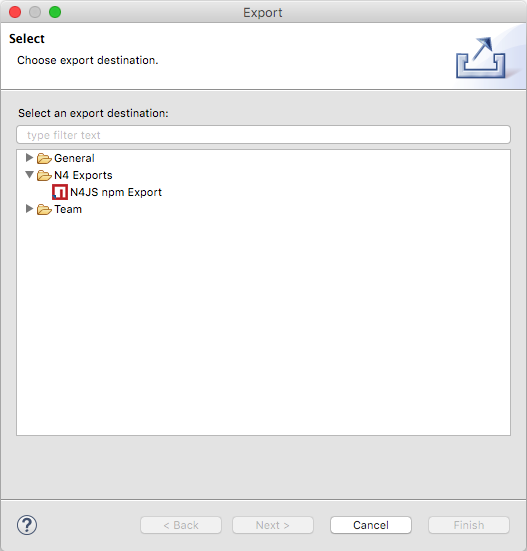 Export
Select
Choose export destination.
Select an export destination:
type filter text
General
N4 Exports
N4JS npm Export
Team
?
< Back
Next >
Cancel
Finish